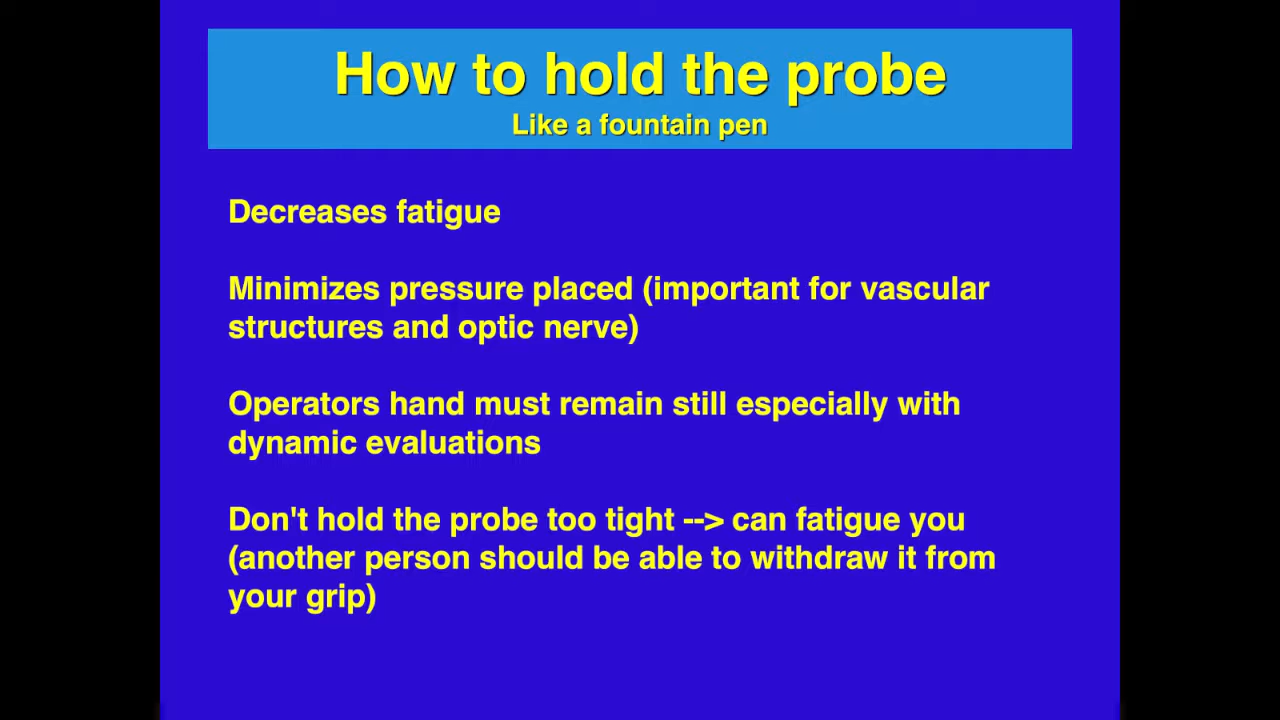 How to hold the probe
Like a fountain pen
Decreases fatigue
Minimizes pressure placed (important for vascular
structures and optic nerve)
Operators hand must remain still especially with
dynamic evaluations
Don't hold the probe too tight --> can fatigue you
(another person should be able to withdraw it from
your grip)